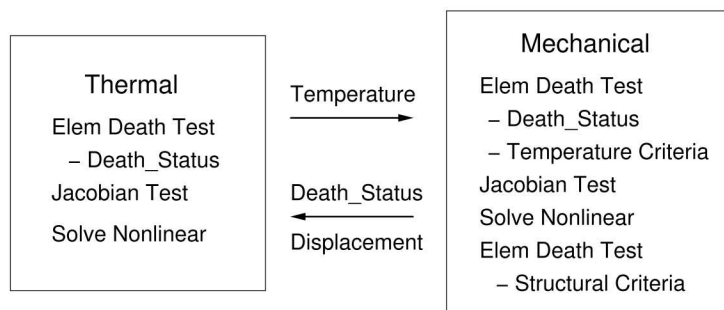 Thermal
Elem Death Test
– Death_Status
Jacobian Test
Solve Nonlinear
Temperature
Death_Status
Displacement
Mechanical
Elem Death Test
– Death_Status
– Temperature Criteria
Jacobian Test
Solve Nonlinear
Elem Death Test
– Structural Criteria